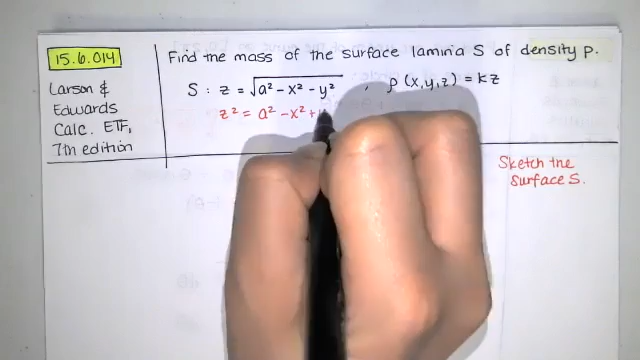 15.6.014
Larson &
Edwards
Calc. ETF,
7th edition
Find the mass of the surface lamina S of density ρ.
S : z = √(a² - x² - y²) , ρ(x,y,z) = kz
z² = a² - x² +
Sketch the
surface S.